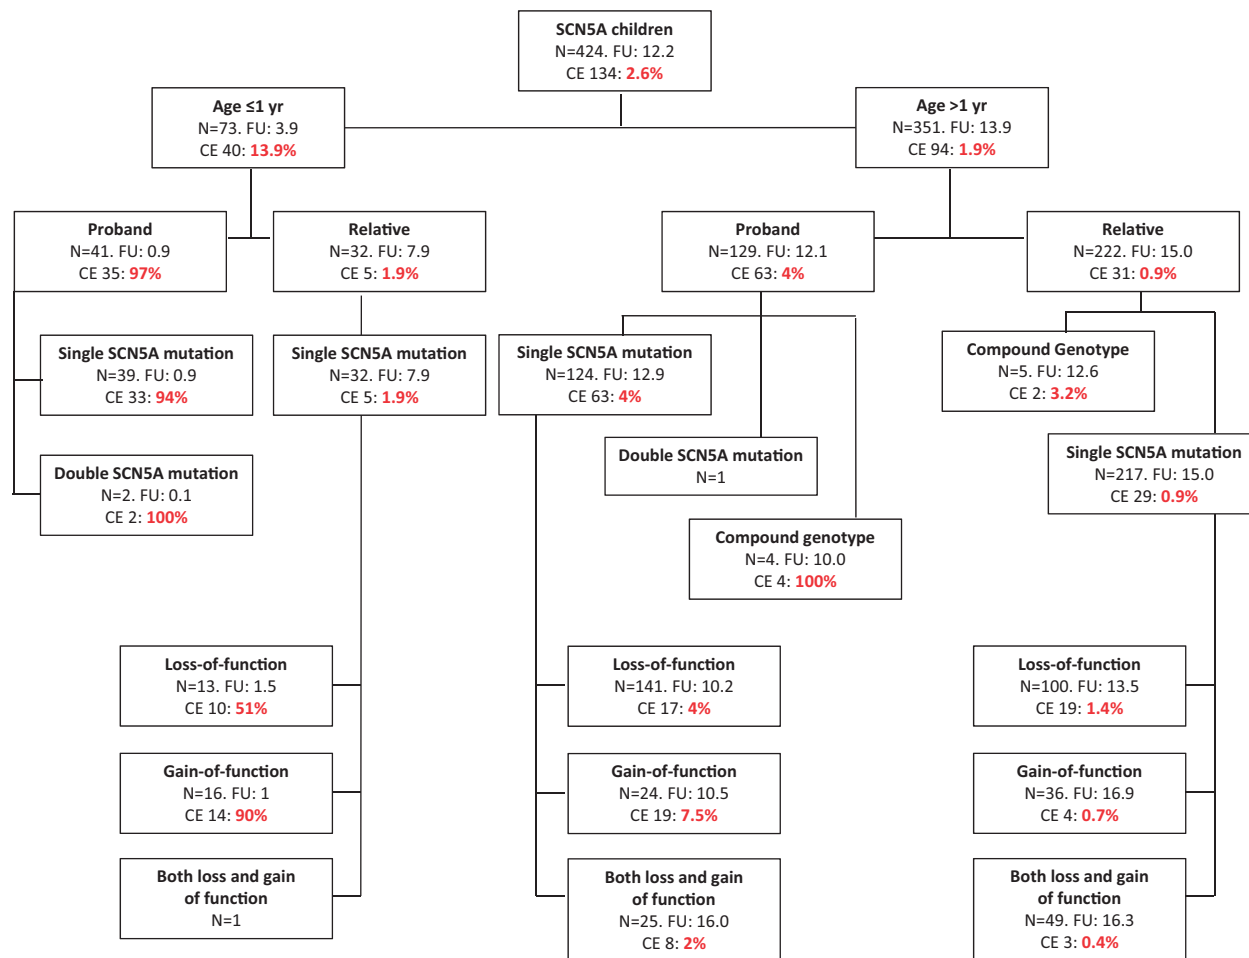 SCN5A children
N=424. FU: 12.2
CE 134: 2.6%
Age ≤1 yr
N=73. FU: 3.9
CE 40: 13.9%
Age >1 yr
N=351. FU: 13.9
CE 94: 1.9%
Proband
N=41. FU: 0.9
CE 35: 97%
Relative
N=32. FU: 7.9
CE 5: 1.9%
Proband
N=129. FU: 12.1
CE 63: 4%
Relative
N=222. FU: 15.0
CE 31: 0.9%
Single SCN5A mutation
N=39. FU: 0.9
CE 33: 94%
Single SCN5A mutation
N=32. FU: 7.9
CE 5: 1.9%
Single SCN5A mutation
N=124. FU: 12.9
CE 63: 4%
Compound Genotype
N=5. FU: 12.6
CE 2: 3.2%
Double SCN5A mutation
N=2. FU: 0.1
CE 2: 100%
Double SCN5A mutation
N=1
Single SCN5A mutation
N=217. FU: 15.0
CE 29: 0.9%
Compound genotype
N=4. FU: 10.0
CE 4: 100%
Loss-of-function
N=13. FU: 1.5
CE 10: 51%
Loss-of-function
N=141. FU: 10.2
CE 17: 4%
Loss-of-function
N=100. FU: 13.5
CE 19: 1.4%
Gain-of-function
N=16. FU: 1
CE 14: 90%
Gain-of-function
N=24. FU: 10.5
CE 19: 7.5%
Gain-of-function
N=36. FU: 16.9
CE 4: 0.7%
Both loss and gain
of function
N=1
Both loss and gain
of function
N=25. FU: 16.0
CE 8: 2%
Both loss and gain
of function
N=49. FU: 16.3
CE 3: 0.4%